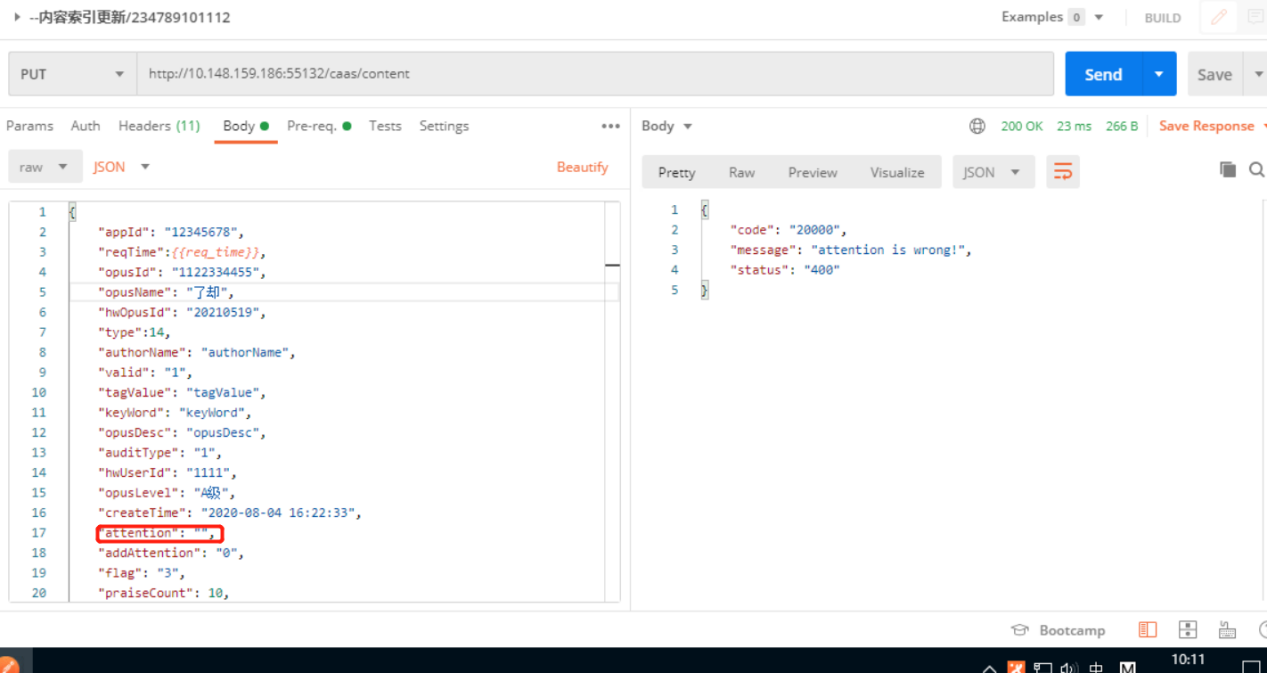 --内容索引更新/234789101112 Examples 0 BUILD
PUT http://10.148.159.186:55132/caas/content Send Save
Params Auth Headers (11) Body Pre-req. Tests Settings ••• Body 200 OK 23 ms 266 B Save Response
raw JSON Beautify Pretty Raw Preview Visualize JSON
1 {
2 "appId": "12345678",
3 "reqTime":{{req_time}},
4 "opusId": "1122334455",
5 "opusName": "了却",
6 "hwOpusId": "20210519",
7 "type":14,
8 "authorName": "authorName",
9 "valid": "1",
10 "tagValue": "tagValue",
11 "keyWord": "keyWord",
12 "opusDesc": "opusDesc",
13 "auditType": "1",
14 "hwUserId": "1111",
15 "opusLevel": "A级",
16 "createTime": "2020-08-04 16:22:33",
17 "attention": "",
18 "addAttention": "0",
19 "flag": "3",
20 "praiseCount": 10,
1 {
2 "code": "20000",
3 "message": "attention is wrong!",
4 "status": "400"
5 }
Bootcamp
中 M 10:11